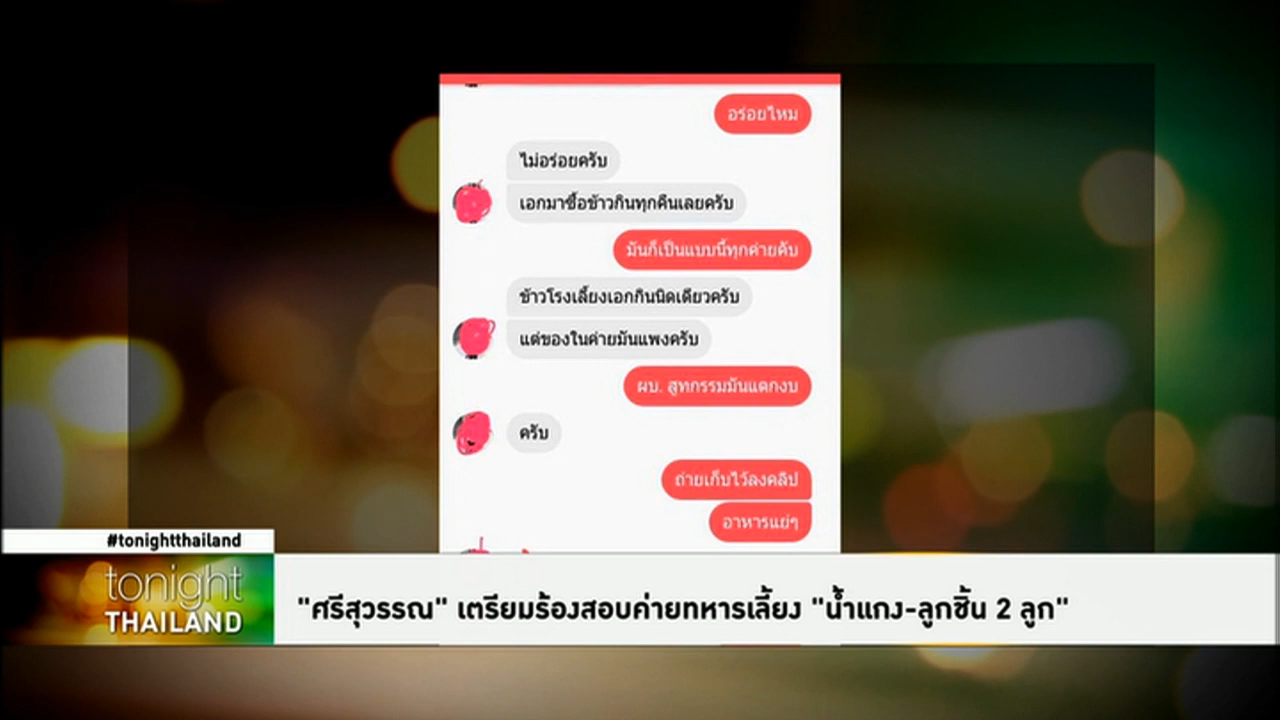 อร่อยไหม
ไม่อร่อยครับ
เอกมาซื้อข้าวกินทุกคืนเลยครับ
มันก็เป็นแบบนี้ทุกค่ายคับ
ข้าวโรงเลี้ยงเอกกินนิดเดียวครับ
แต่ของในค่ายมันแพงครับ
ผบ. สูทกรรมมันแดกงบ
ครับ
ถ่ายเก็บไว้ลงคลิป
อาหารแย่ๆ
#tonightthailand
tonight
THAILAND
"ศรีสุวรรณ" เตรียมร้องสอบค่ายทหารเลี้ยง "น้ำแกง-ลูกชิ้น 2 ลูก"